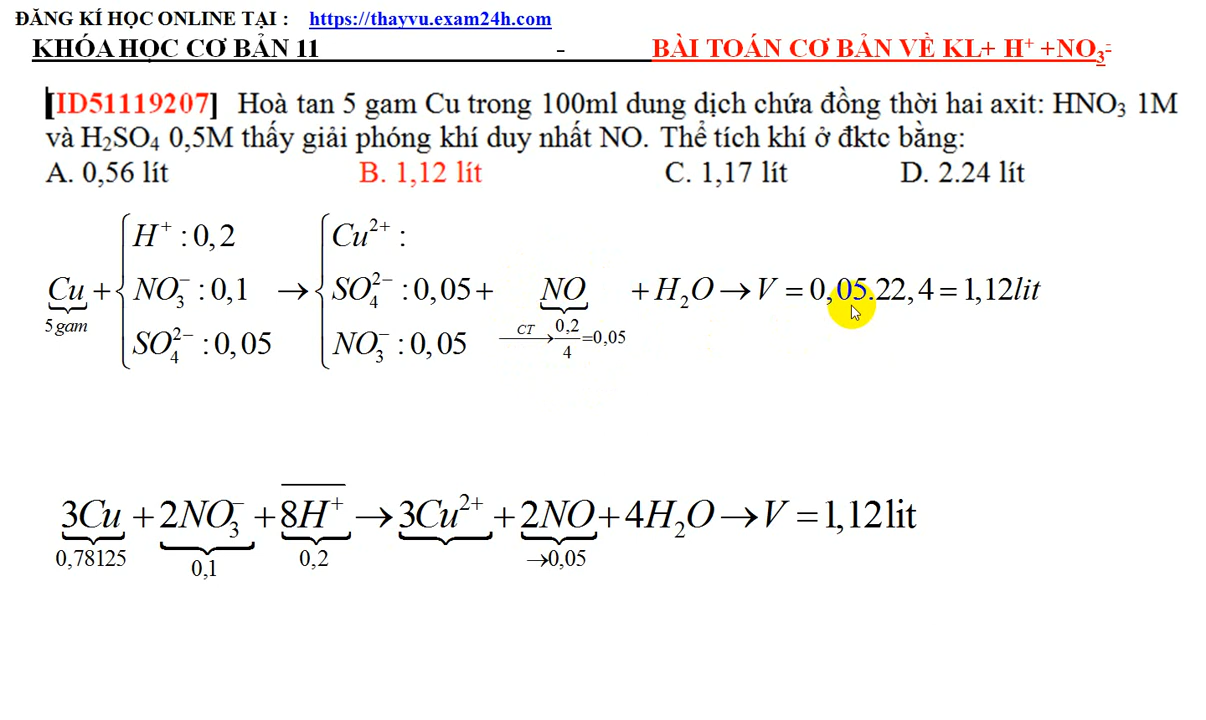 ĐĂNG KÍ HỌC ONLINE TẠI : https://thayvu.exam24h.com
KHÓA HỌC CƠ BẢN 11 - BÀI TOÁN CƠ BẢN VỀ KL+ H⁺ +NO₃⁻
[ID51119207] Hoà tan 5 gam Cu trong 100ml dung dịch chứa đồng thời hai axit: HNO₃ 1M
và H₂SO₄ 0,5M thấy giải phóng khí duy nhất NO. Thể tích khí ở đktc bằng:
A. 0,56 lít B. 1,12 lít C. 1,17 lít D. 2.24 lít
H⁺ : 0,2 Cu²⁺ :
Cu + { NO₃⁻ : 0,1 → { SO₄²⁻ : 0,05 + NO + H₂O → V = 0,05.22,4 = 1,12lit
5gam SO₄²⁻ : 0,05 NO₃⁻ : 0,05 CT→ 0,2/4 =0,05
3Cu + 2NO₃⁻ + 8H⁺ → 3Cu²⁺ + 2NO + 4H₂O → V = 1,12lit
0,78125 0,1 0,2 →0,05